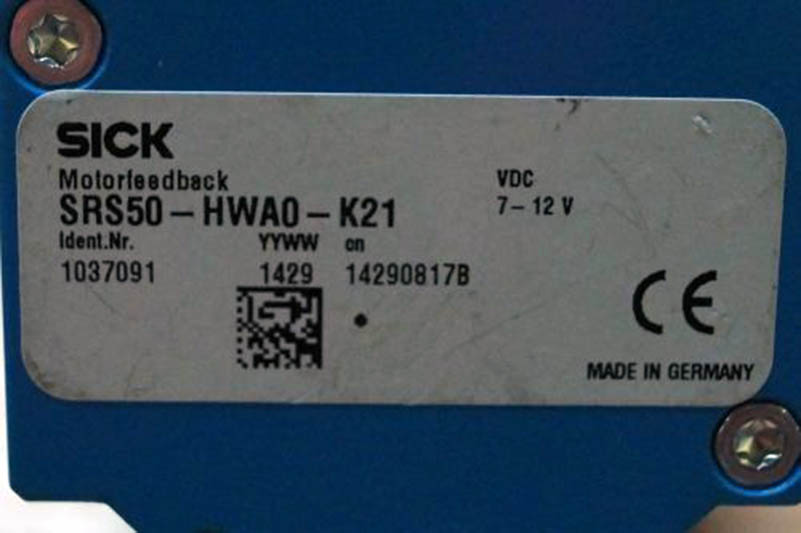 SICK
Motorfeedback
SRS50-HWA0-K21
VDC
7-12 V
Ident.Nr. YYWW cn
1037091 1429 14290817B
CE
MADE IN GERMANY